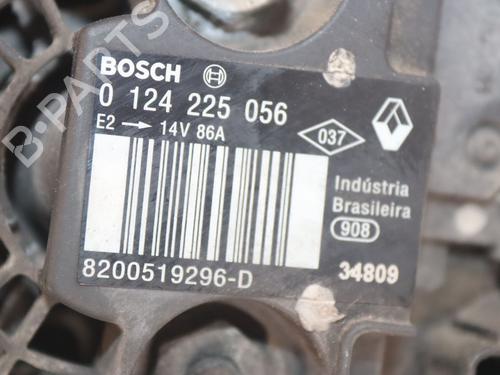 B-PARTS
BOSCH
0 124 225 056
E2 → 14V 86A
037
Indústria
Brasileira
908
8200519296-D
34809